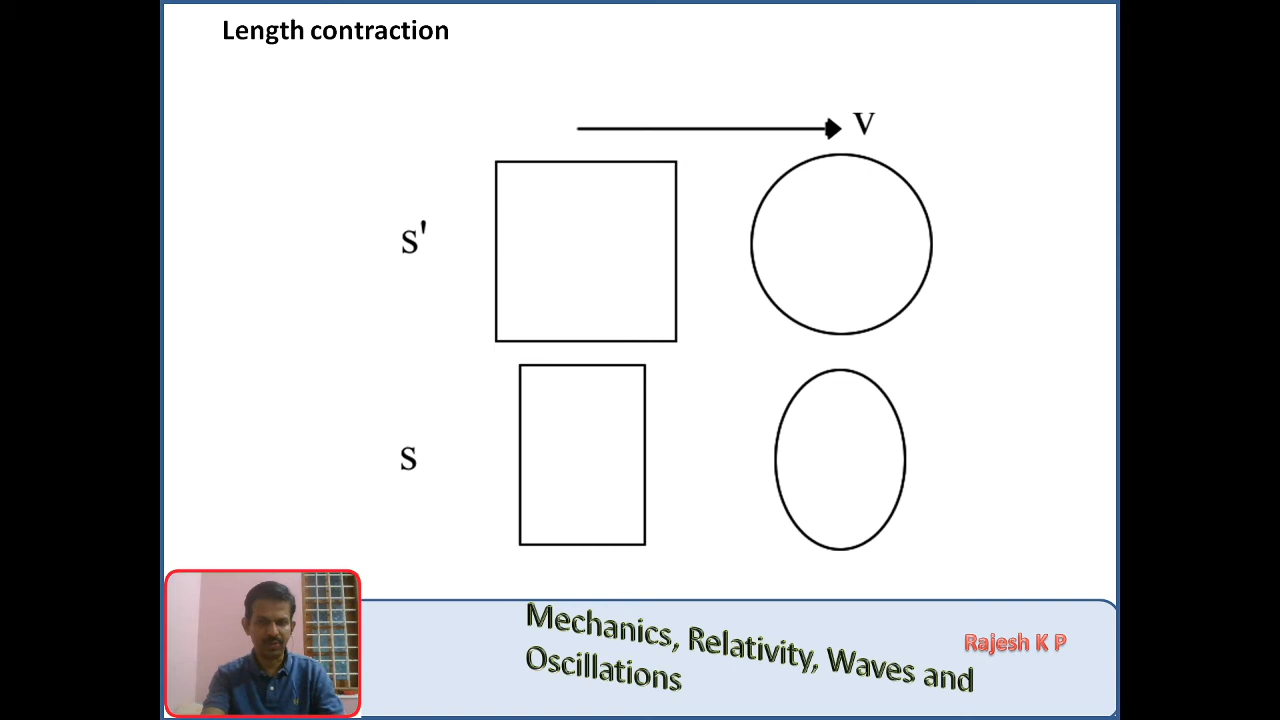 Length contraction
V
S'
S
Mechanics, Relativity, Waves and
Oscillations
Rajesh K P